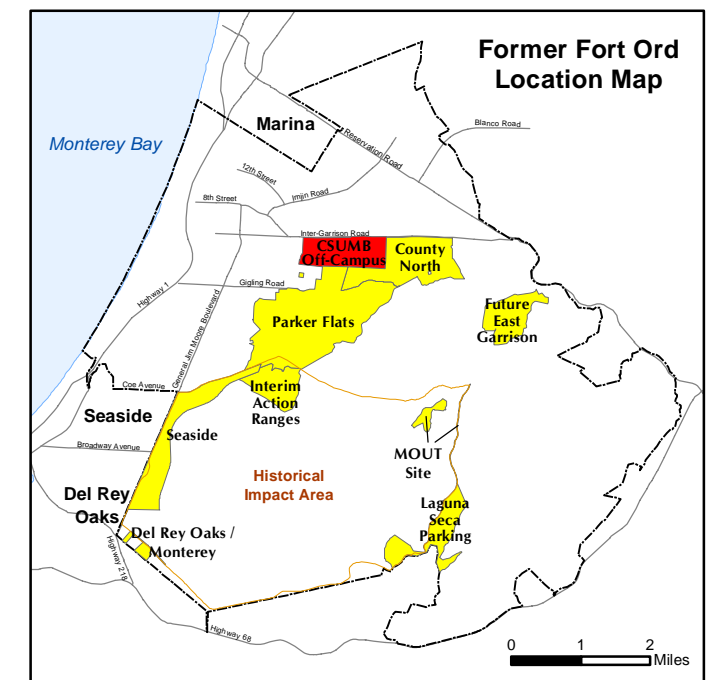 Former Fort Ord
Location Map
Marina
Monterey Bay
Reservation Road
Blanco Road
12th Street
Imjin Road
8th Street
Inter-Garrison Road
CSUMB
Off-Campus
County
North
Gigling Road
Highway 1
General Jim Moore Boulevard
Parker Flats
Future
East
Garrison
Coe Avenue
Interim
Action
Ranges
Seaside
Seaside
Broadway Avenue
MOUT
Site
Historical
Impact Area
Del Rey
Oaks
Laguna
Seca
Parking
Del Rey Oaks /
Monterey
Highway 218
Highway 68
0 1 2
Miles